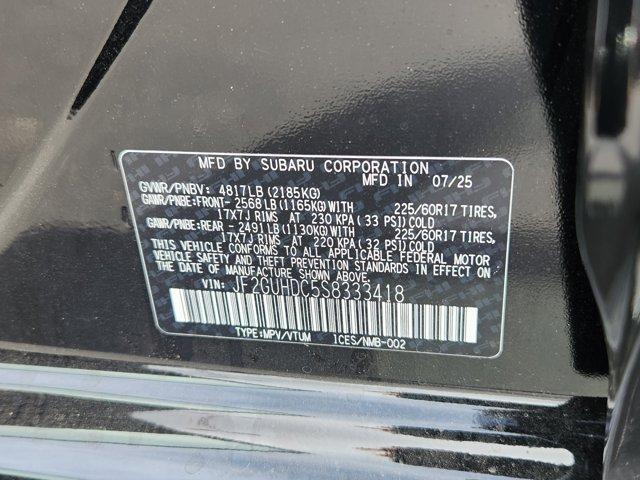 MFD BY SUBARU CORPORATION IN 07/25
GVWR/PNBV: 4817LB(2185KG)
GAWR/PNBE:FRONT- 2568LB(1165KG)WITH 225/60R17 TIRES,
17X7J RIMS AT 230 KPA(33 PSI)COLD
GAWR/PNBE:REAR - 2491LB(1130KG)WITH 225/60R17 TIRES,
17X7J RIMS AT 220 KPA(32 PSI)COLD
THIS VEHICLE CONFORMS TO ALL APPLICABLE FEDERAL MOTOR
VEHICLE SAFETY AND THEFT PREVENTION STANDARDS IN EFFECT
ON THE DATE OF MANUFACTURE SHOWN ABOVE.
VIN: JF2GUHDC5S8333418
TYPE:MPV/VTUM ICES/NMB-002